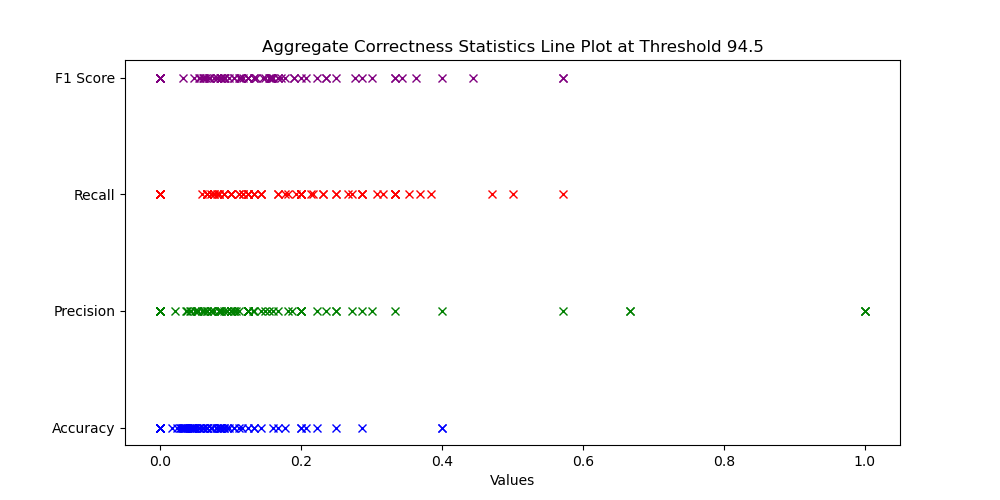 Aggregate Correctness Statistics Line Plot at Threshold 94.5
F1 Score
Recall
Precision
Accuracy
0.0 0.2 0.4 0.6 0.8 1.0
Values